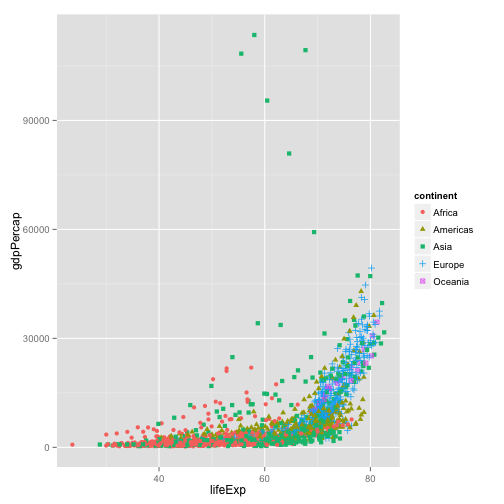 90000
60000
30000
0
gdpPercap
40
60
80
lifeExp
continent
Africa
Americas
Asia
Europe
Oceania